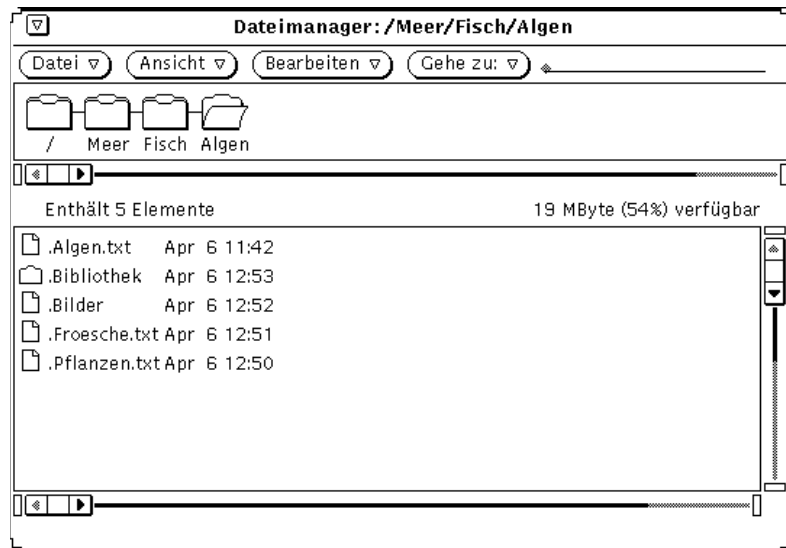 Dateimanager: /Meer/Fisch/Algen
Datei Ansicht Bearbeiten Gehe zu:
/ Meer Fisch Algen
Enthält 5 Elemente 19 MByte (54%) verfügbar
.Algen.txt Apr 6 11:42
.Bibliothek Apr 6 12:53
.Bilder Apr 6 12:52
.Froesche.txt Apr 6 12:51
.Pflanzen.txt Apr 6 12:50